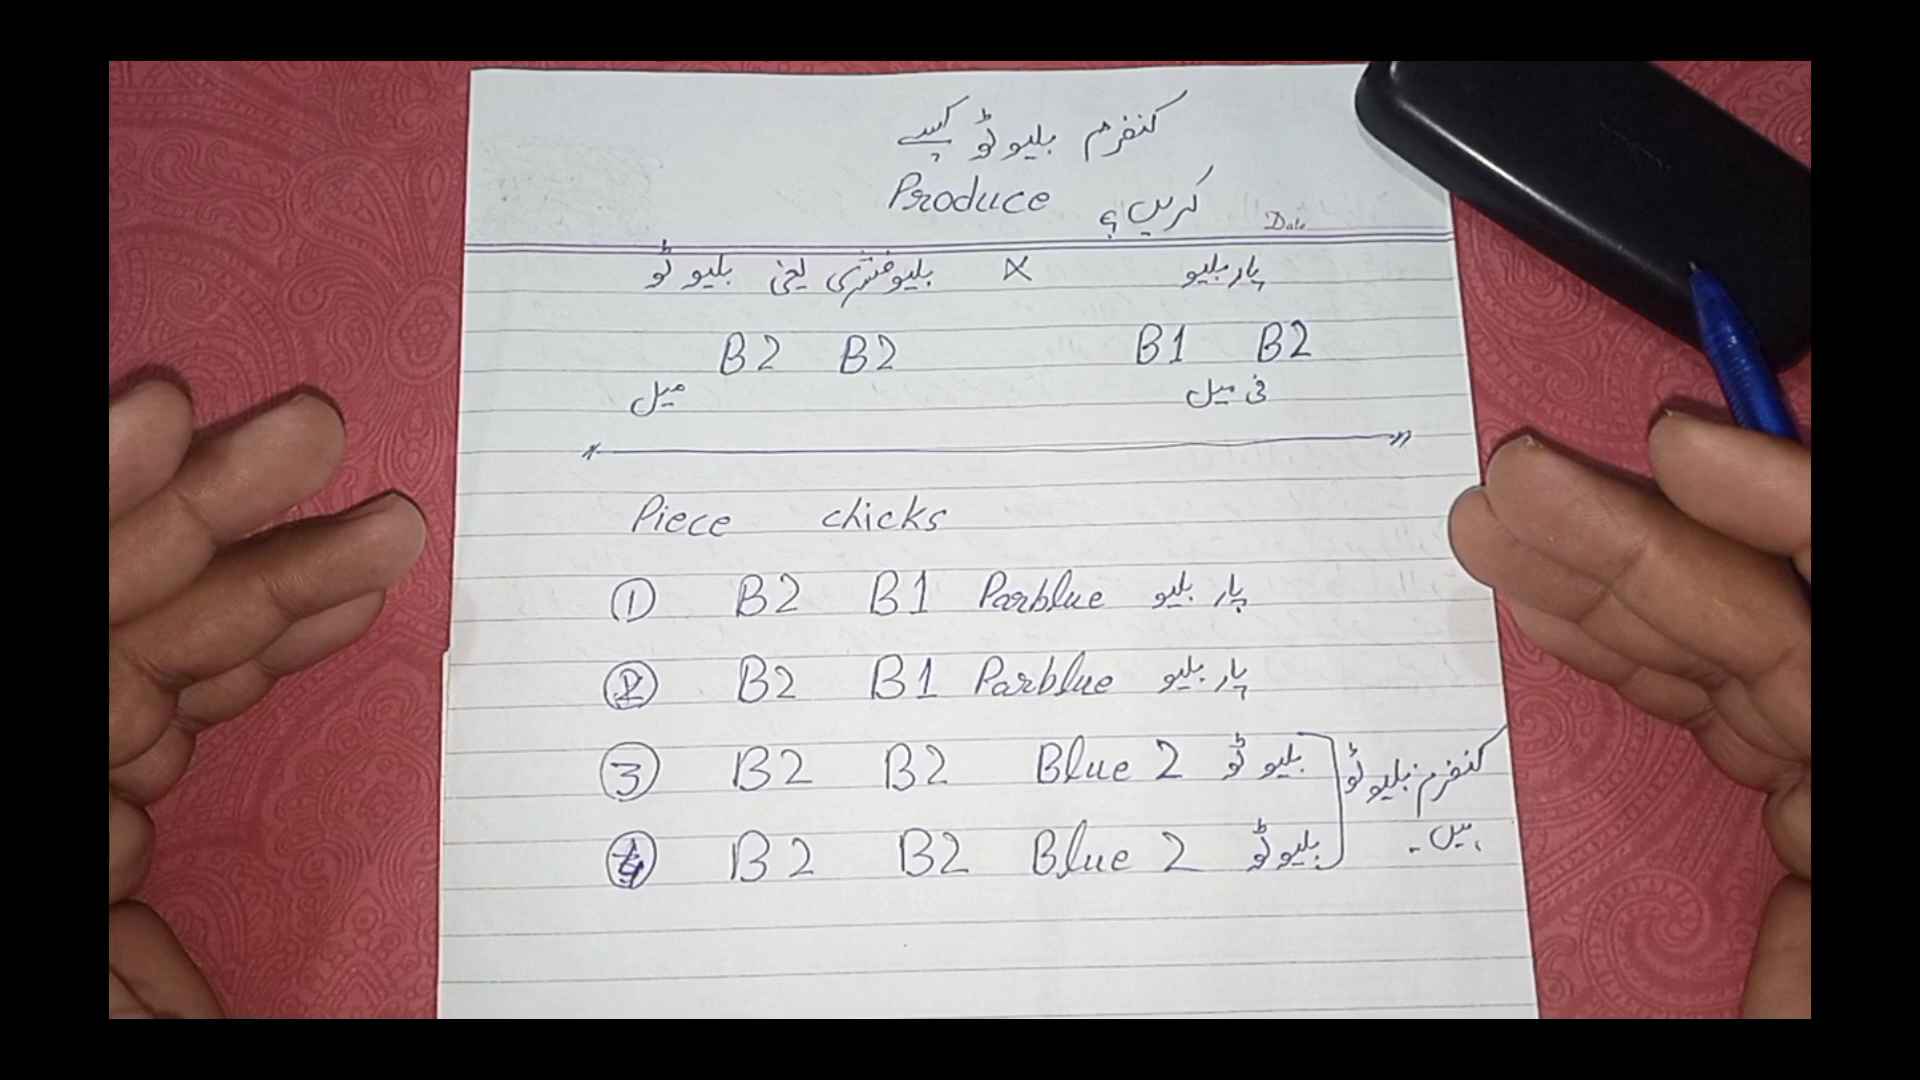 کنفرم بلیو ٹو کیسے
Produce کریں؟
Date
پار بلیو × بلیو فشری یعنی بلیو ٹو
B2 B2 B1 B2
میل فی میل
Piece chicks
① B2 B1 Parblue پار بلیو
② B2 B1 Parblue پار بلیو
③ B2 B2 Blue 2 بلیو ٹو
④ B2 B2 Blue 2 بلیو ٹو
کنفرم بلیو ٹو
ہیں۔